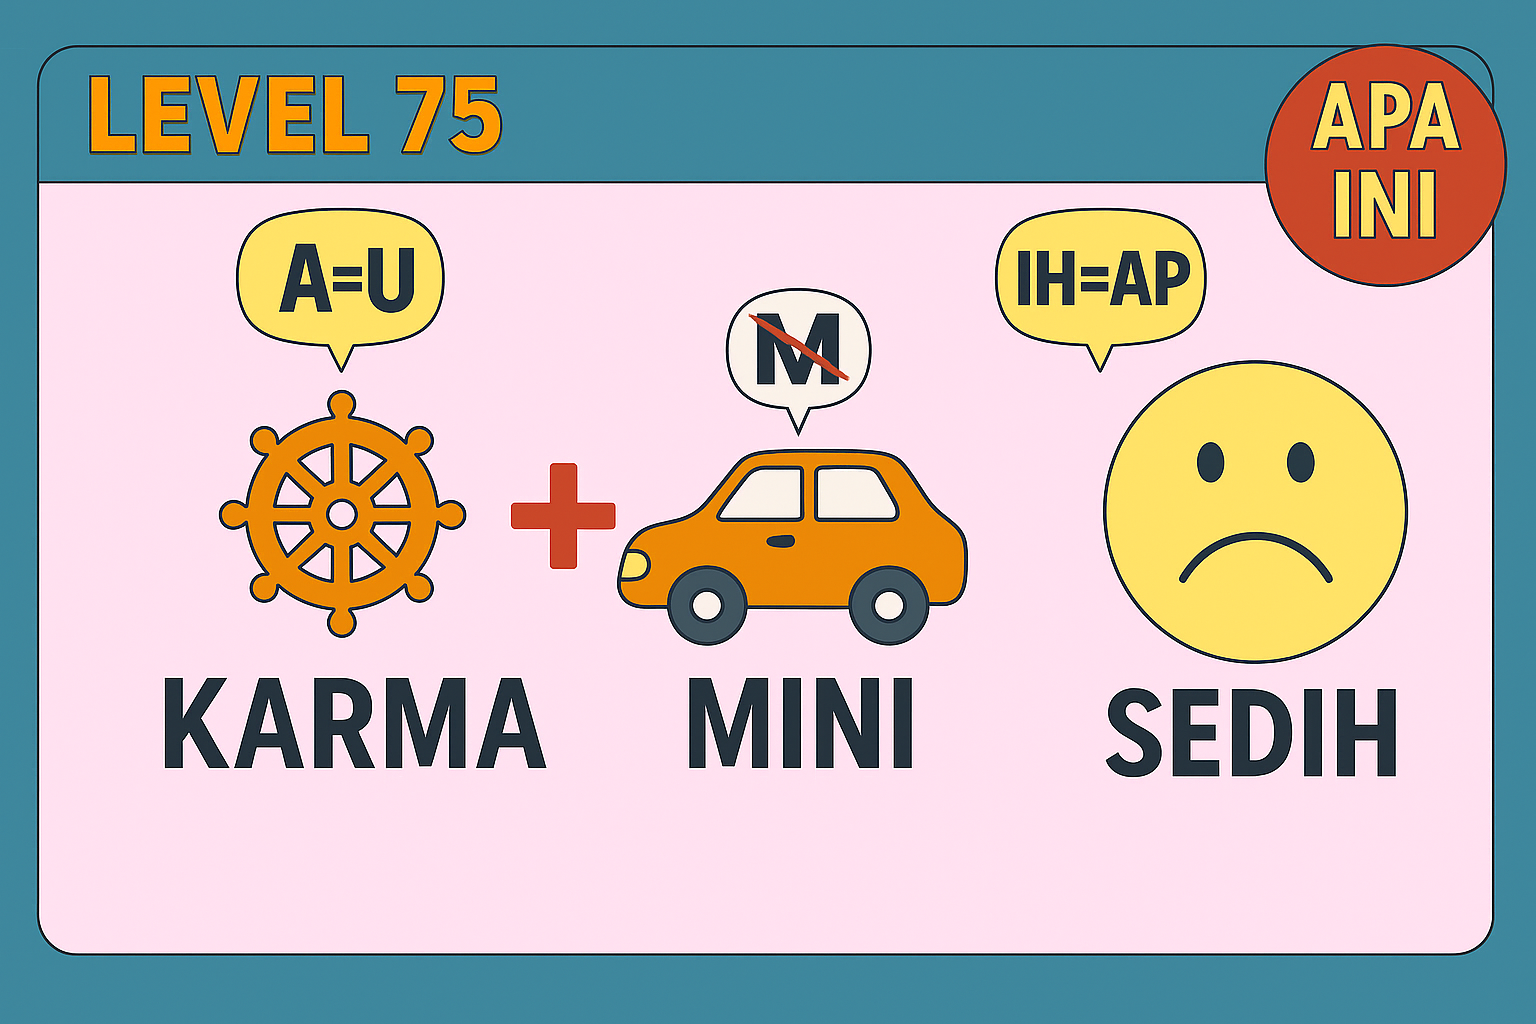 LEVEL 75
APA
INI
A=U
M
IH=AP
KARMA
MINI
SEDIH